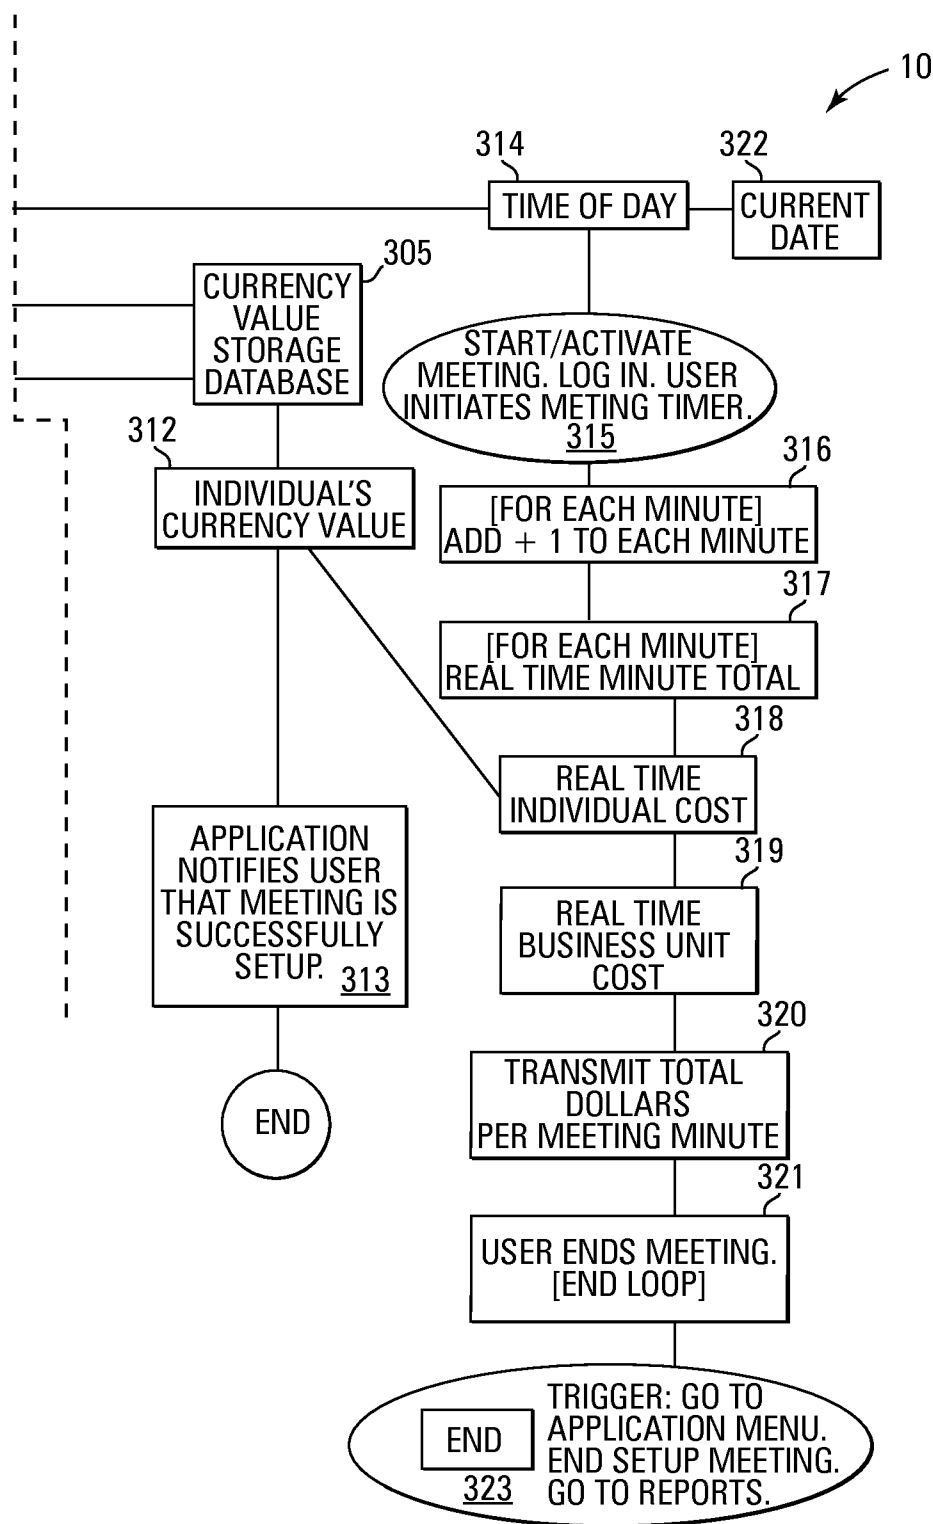 10
314
322
TIME OF DAY
CURRENT
DATE
305
CURRENCY
VALUE
STORAGE
DATABASE
START/ACTIVATE
MEETING. LOG IN. USER
INITIATES METING TIMER.
315
312
INDIVIDUAL'S
CURRENCY VALUE
316
[FOR EACH MINUTE]
ADD + 1 TO EACH MINUTE
317
[FOR EACH MINUTE]
REAL TIME MINUTE TOTAL
318
REAL TIME
INDIVIDUAL COST
APPLICATION
NOTIFIES USER
THAT MEETING IS
SUCCESSFULLY
SETUP.
313
319
REAL TIME
BUSINESS UNIT
COST
320
TRANSMIT TOTAL
DOLLARS
PER MEETING MINUTE
END
321
USER ENDS MEETING.
[END LOOP]
END
323
TRIGGER: GO TO
APPLICATION MENU.
END SETUP MEETING.
GO TO REPORTS.